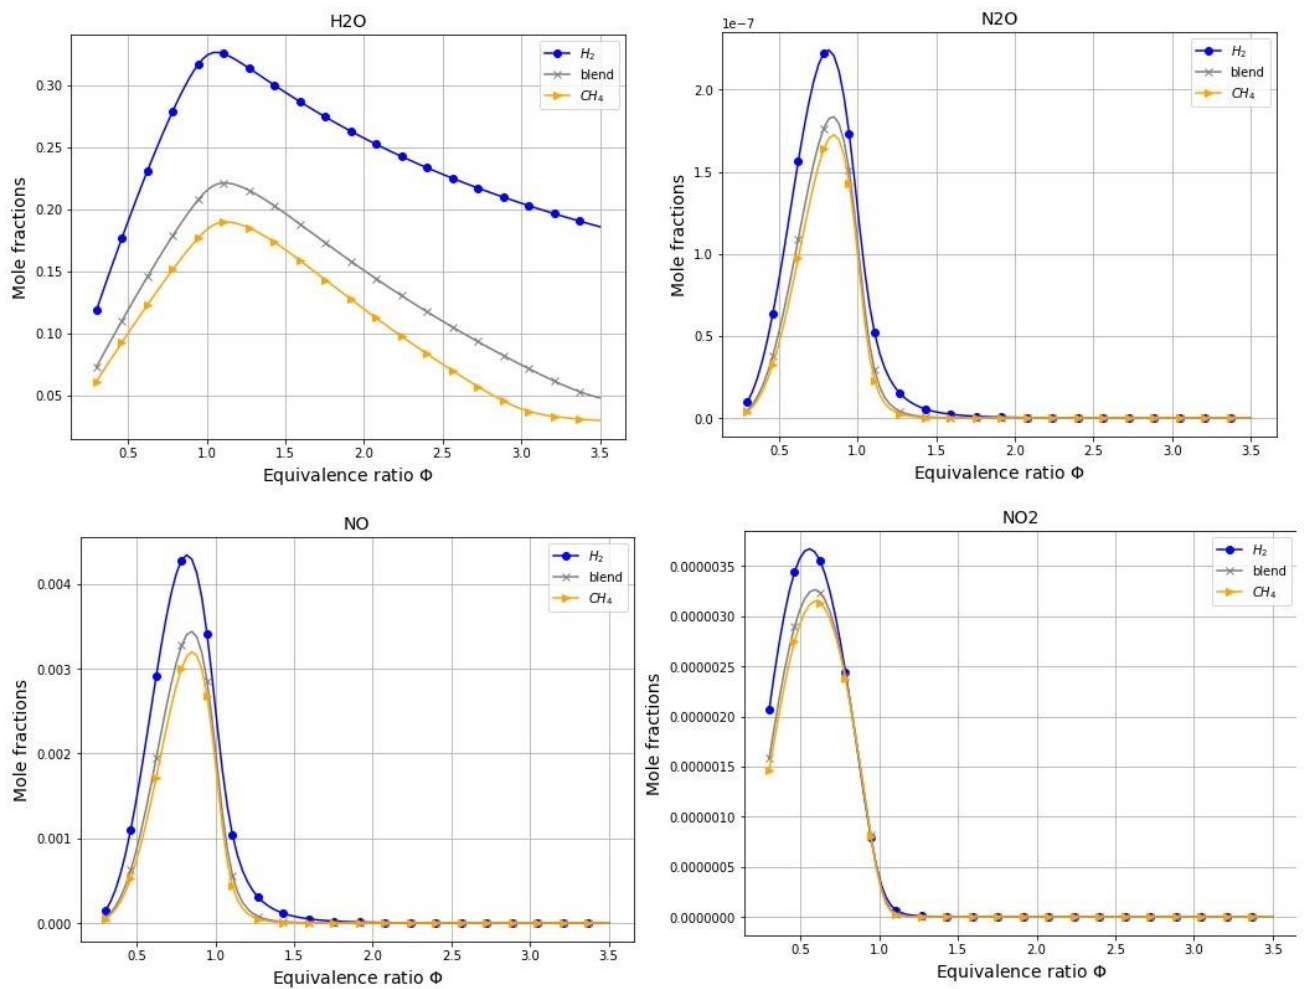 H2O
Mole fractions
0.30
0.25
0.20
0.15
0.10
0.05
H₂
blend
CH₄
0.5 1.0 1.5 2.0 2.5 3.0 3.5
Equivalence ratio Φ
N2O
1e−7
Mole fractions
2.0
1.5
1.0
0.5
0.0
H₂
blend
CH₄
0.5 1.0 1.5 2.0 2.5 3.0 3.5
Equivalence ratio Φ
NO
Mole fractions
0.004
0.003
0.002
0.001
0.000
H₂
blend
CH₄
0.5 1.0 1.5 2.0 2.5 3.0 3.5
Equivalence ratio Φ
NO2
Mole fractions
0.0000035
0.0000030
0.0000025
0.0000020
0.0000015
0.0000010
0.0000005
0.0000000
H₂
blend
CH₄
0.5 1.0 1.5 2.0 2.5 3.0 3.5
Equivalence ratio Φ